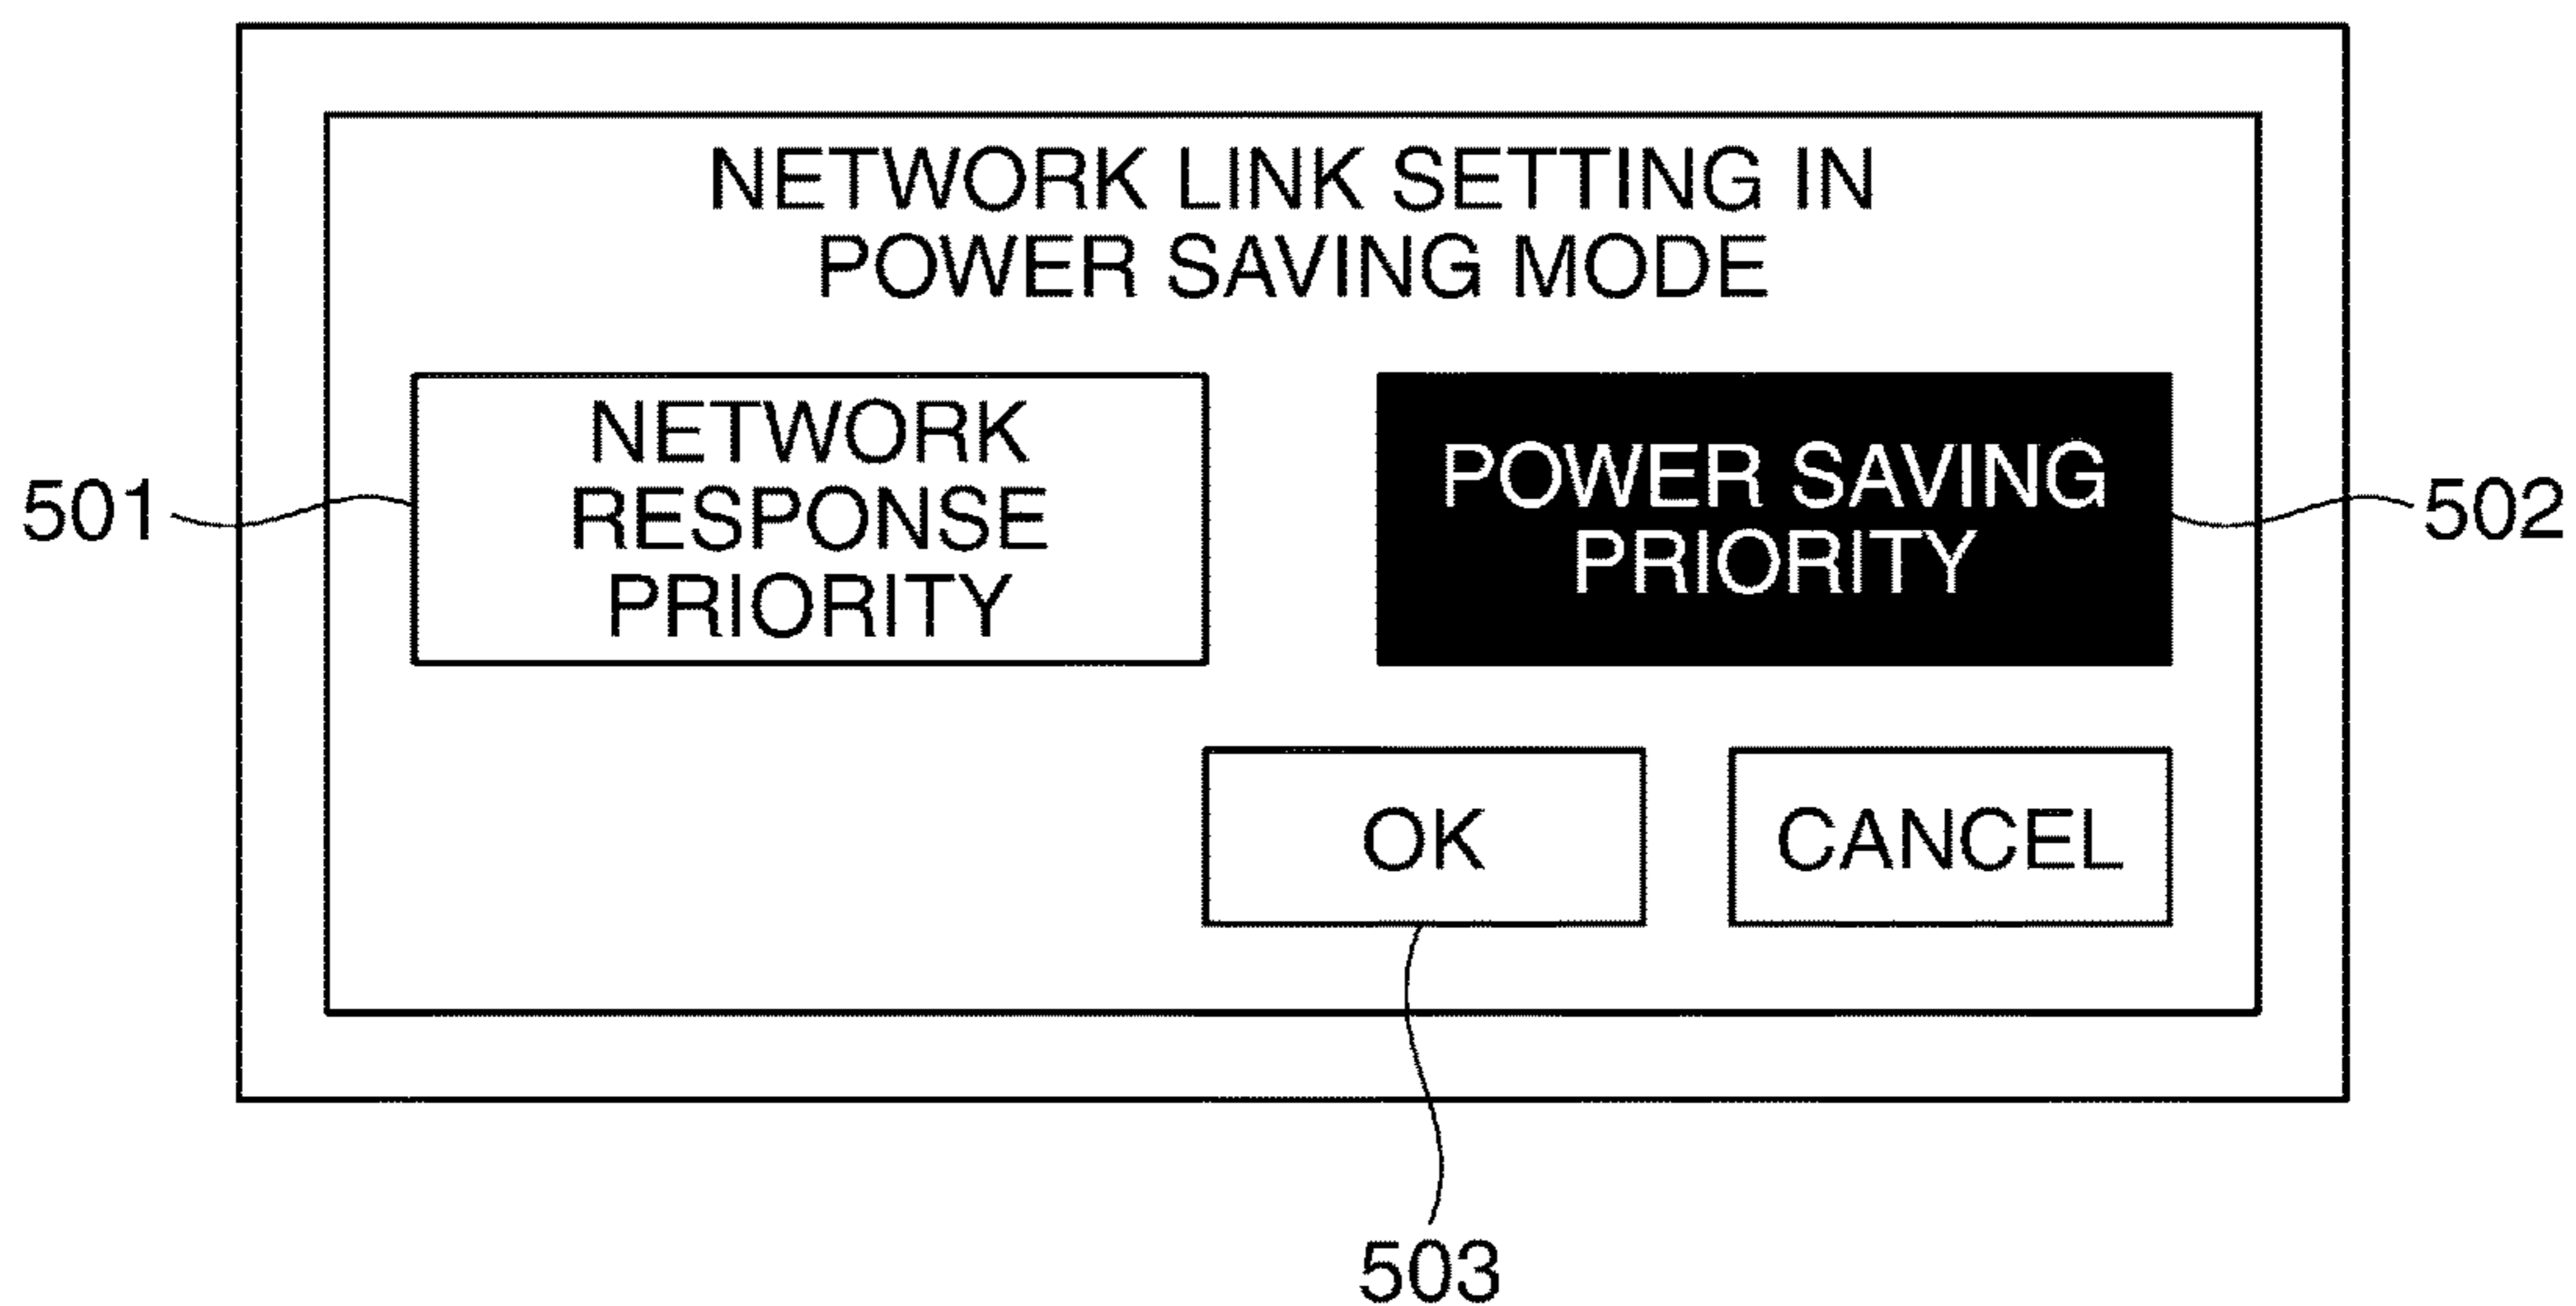 NETWORK LINK SETTING IN
POWER SAVING MODE
NETWORK
RESPONSE
PRIORITY
POWER SAVING
PRIORITY
501
502
OK
CANCEL
503